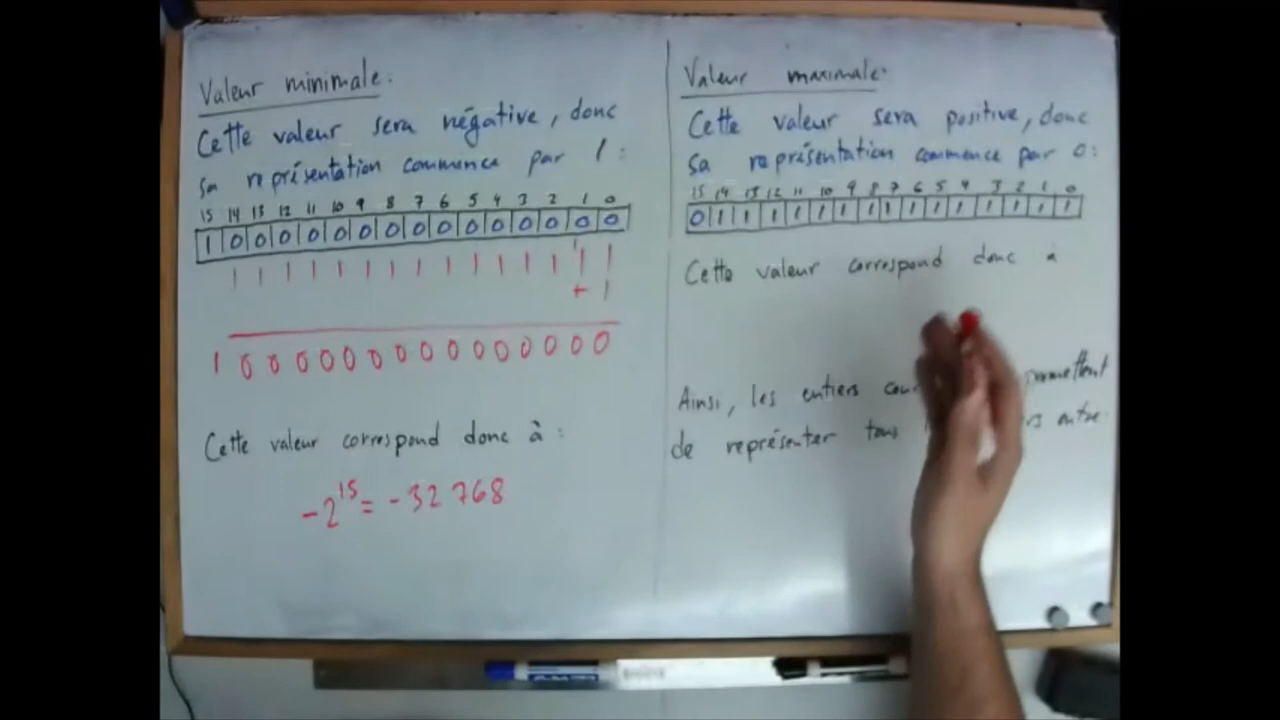 Valeur minimale:
Cette valeur sera négative, donc
sa représentation commence par 1:
15 14 13 12 11 10 9 8 7 6 5 4 3 2 1 0
1 0 0 0 0 0 0 0 0 0 0 0 0 0 0 0
1
1 1 1 1 1 1 1 1 1 1 1 1 1 1 1
+ 1
1 0 0 0 0 0 0 0 0 0 0 0 0 0 0 0
Cette valeur correspond donc à:
-2^15 = -32 768
Valeur maximale:
Cette valeur sera positive, donc
sa représentation commence par 0:
15 14 13 12 11 10 9 8 7 6 5 4 3 2 1 0
0 1 1 1 1 1 1 1 1 1 1 1 1 1 1 1
Cette valeur correspond donc à
Ainsi, les entiers permettent
de représenter tous entre